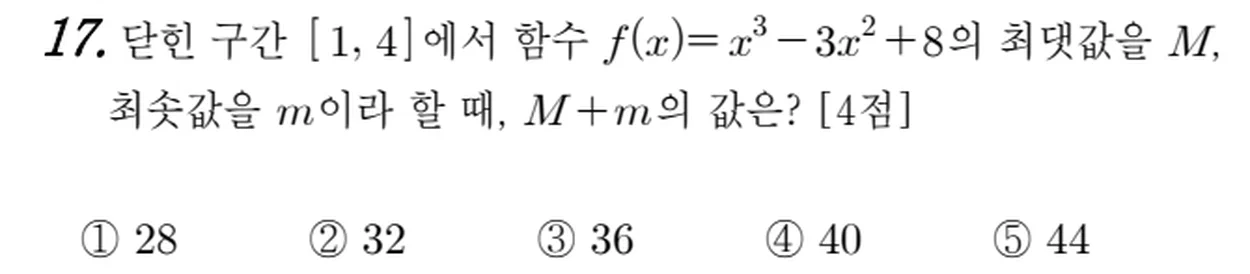 17. 닫힌 구간 [1, 4]에서 함수 f(x)=x³-3x²+8의 최댓값을 M,
최솟값을 m이라 할 때, M+m의 값은? [4점]
① 28 ② 32 ③ 36 ④ 40 ⑤ 44